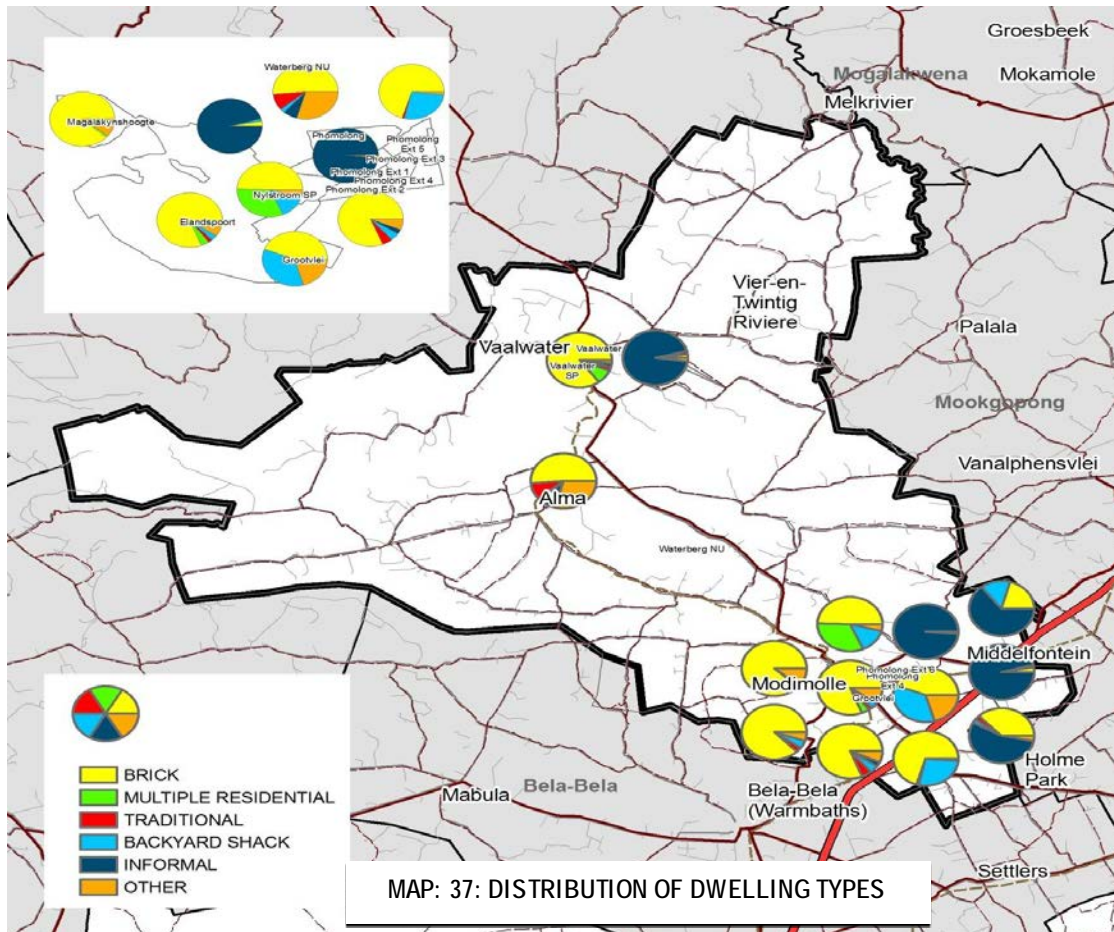 Groesbeek
Mogalakwena
Mokamole
Melkrivier
Waterberg NU
Magalakynshoogte
Phomolong
Phomolong
Ext 5
Phomolong Ext 3
Phomolong Ext 1
Phomolong Ext 4
Phomolong Ext 2
Nylstroom SP
Elandspoort
Grootvlei
Vier-en-
Twintig
Riviere
Palala
Vaalwater
Vaalwater
Vaalwater
SP
Mookgopong
Vanalphensvlei
Alma
Waterberg NU
Middelfontein
Modimolle
Phomolong Ext 6
Phomolong
Ext 4
Grootvlei
Holme
Park
Bela-Bela
Mabula
Bela-Bela
(Warmbaths)
Settlers
BRICK
MULTIPLE RESIDENTIAL
TRADITIONAL
BACKYARD SHACK
INFORMAL
OTHER
MAP: 37: DISTRIBUTION OF DWELLING TYPES